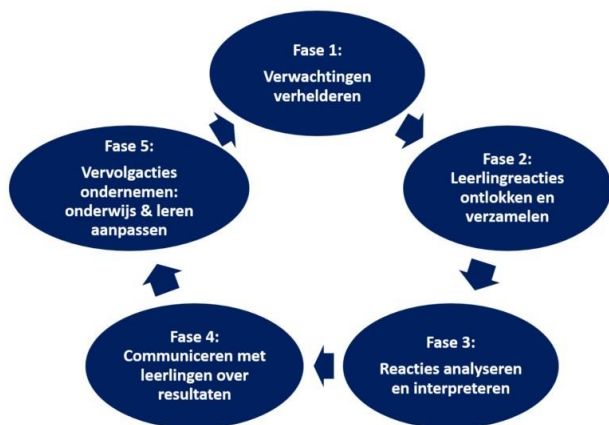 Fase 1:
Verwachtingen
verhelderen
Fase 2:
Leerlingreacties
ontlokken en
verzamelen
Fase 3:
Reacties analyseren
en interpreteren
Fase 4:
Communiceren met
leerlingen over
resultaten
Fase 5:
Vervolgacties
ondernemen:
onderwijs & leren
aanpassen